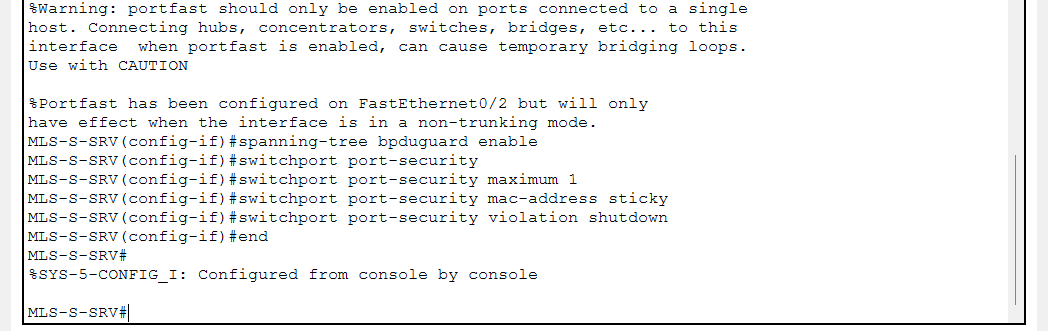 %Warning: portfast should only be enabled on ports connected to a single
host. Connecting hubs, concentrators, switches, bridges, etc... to this
interface  when portfast is enabled, can cause temporary bridging loops.
Use with CAUTION

%Portfast has been configured on FastEthernet0/2 but will only
have effect when the interface is in a non-trunking mode.
MLS-S-SRV(config-if)#spanning-tree bpduguard enable
MLS-S-SRV(config-if)#switchport port-security
MLS-S-SRV(config-if)#switchport port-security maximum 1
MLS-S-SRV(config-if)#switchport port-security mac-address sticky
MLS-S-SRV(config-if)#switchport port-security violation shutdown
MLS-S-SRV(config-if)#end
MLS-S-SRV#
%SYS-5-CONFIG_I: Configured from console by console

MLS-S-SRV#